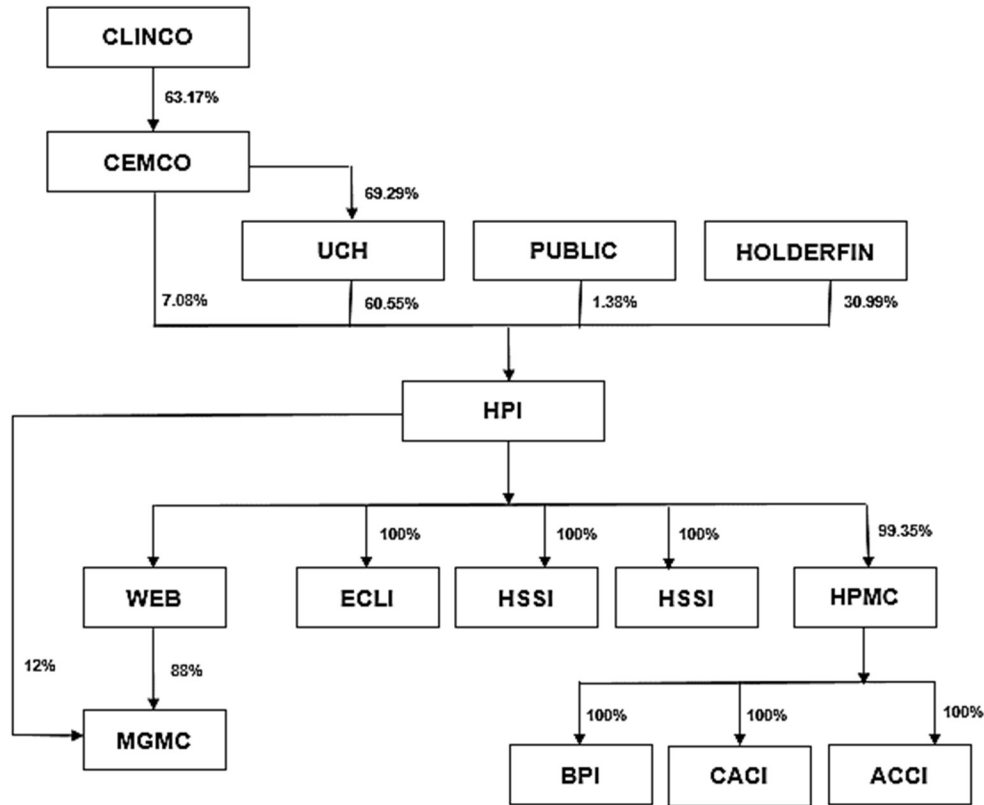 CLINCO
63.17%
CEMCO
69.29%
UCH
PUBLIC
HOLDERFIN
7.08%
60.55%
1.38%
30.99%
HPI
100%
100%
100%
99.35%
WEB
ECLI
HSSI
HSSI
HPMC
12%
88%
MGMC
100%
100%
100%
BPI
CACI
ACCI